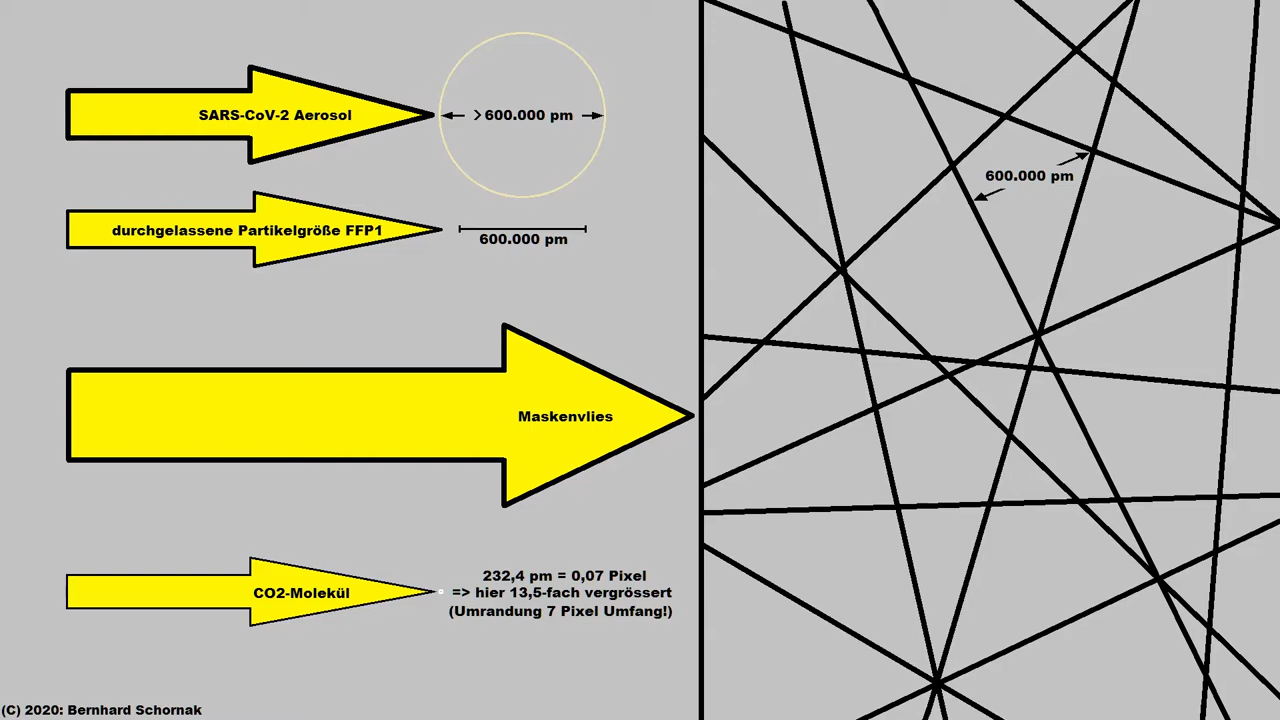 SARS-CoV-2 Aerosol
>600.000 pm
600.000 pm
durchgelassene Partikelgröße FFP1
600.000 pm
Maskenvlies
CO2-Molekül
232,4 pm = 0,07 Pixel
=> hier 13,5-fach vergrössert
(Umrandung 7 Pixel Umfang!)
(C) 2020: Bernhard Schornak